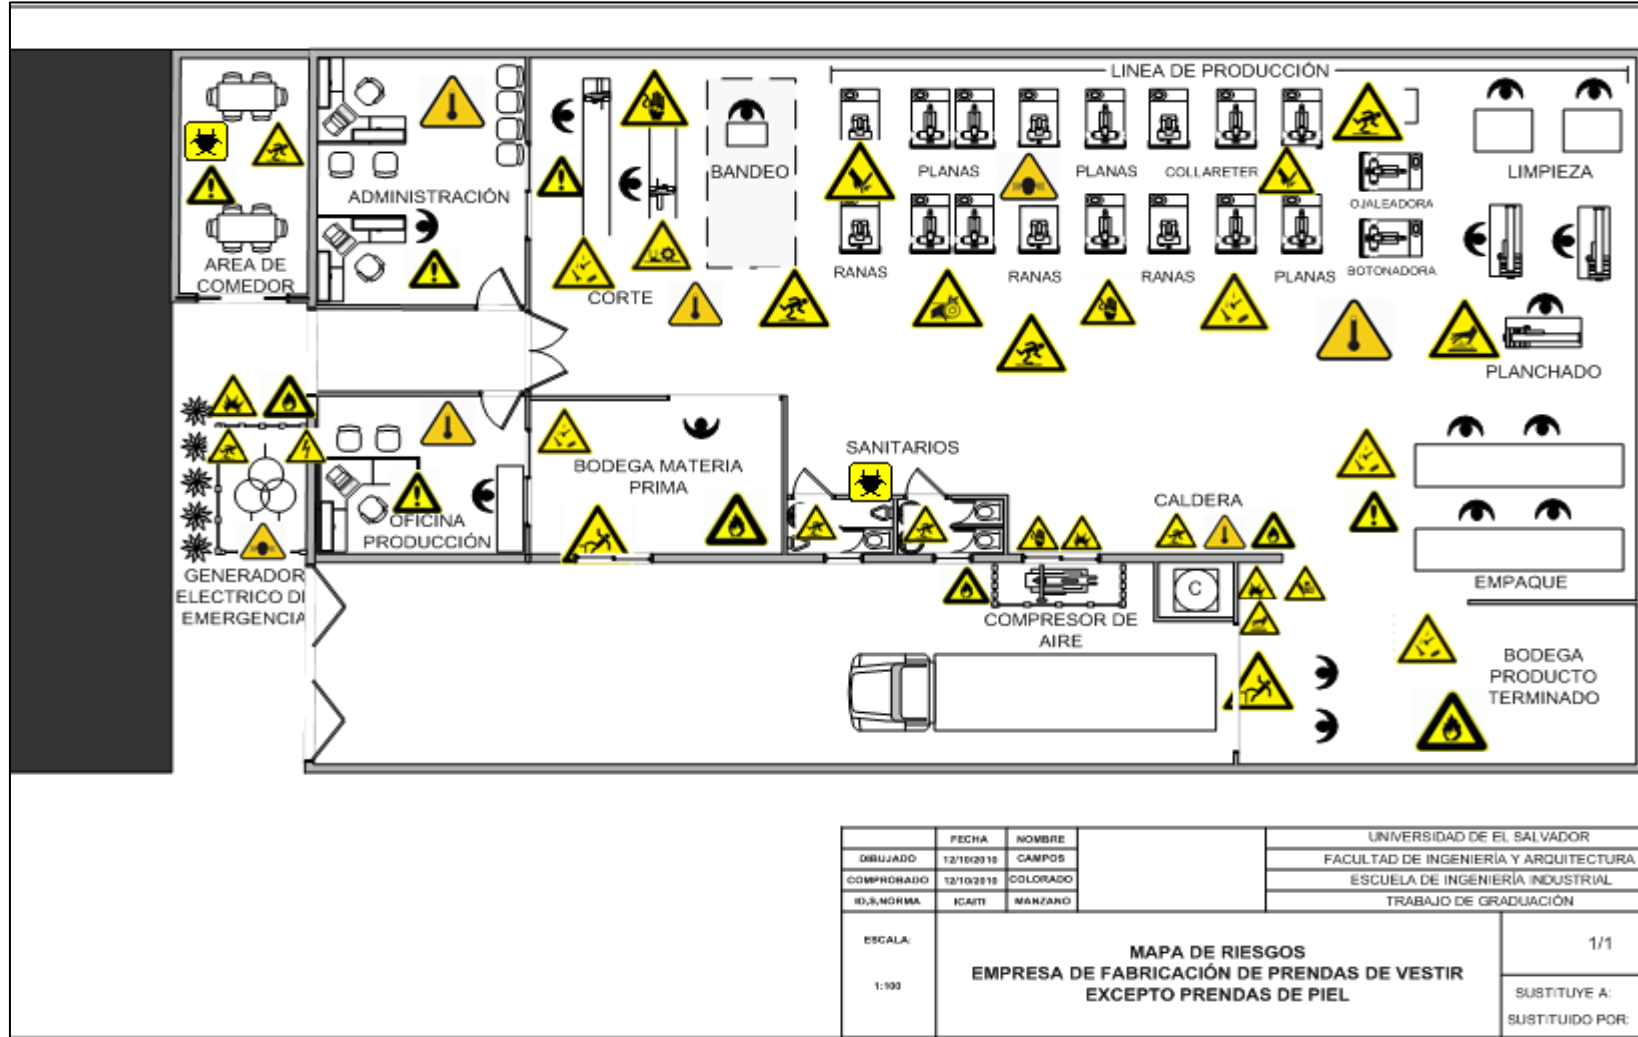 LINEA DE PRODUCCIÓN
BANDEO
PLANAS
PLANAS
COLLARETER
LIMPIEZA
ADMINISTRACIÓN
OJALEADORA
AREA DE
COMEDOR
RANAS
RANAS
RANAS
PLANAS
BOTONADORA
CORTE
PLANCHADO
SANITARIOS
BODEGA MATERIA
PRIMA
CALDERA
OFICINA
PRODUCCIÓN
EMPAQUE
GENERADOR
ELECTRICO DE
EMERGENCIA
C
COMPRESOR DE
AIRE
BODEGA
PRODUCTO
TERMINADO
FECHA NOMBRE UNIVERSIDAD DE EL SALVADOR
DIBUJADO 12/10/2010 CAMPOS FACULTAD DE INGENIERÍA Y ARQUITECTURA
COMPROBADO 12/10/2010 COLORADO ESCUELA DE INGENIERÍA INDUSTRIAL
ID,S,NORMA ICAITI MANZANO TRABAJO DE GRADUACIÓN
ESCALA:
1:100
MAPA DE RIESGOS
EMPRESA DE FABRICACIÓN DE PRENDAS DE VESTIR
EXCEPTO PRENDAS DE PIEL
1/1
SUSTITUYE A:
SUSTITUIDO POR: